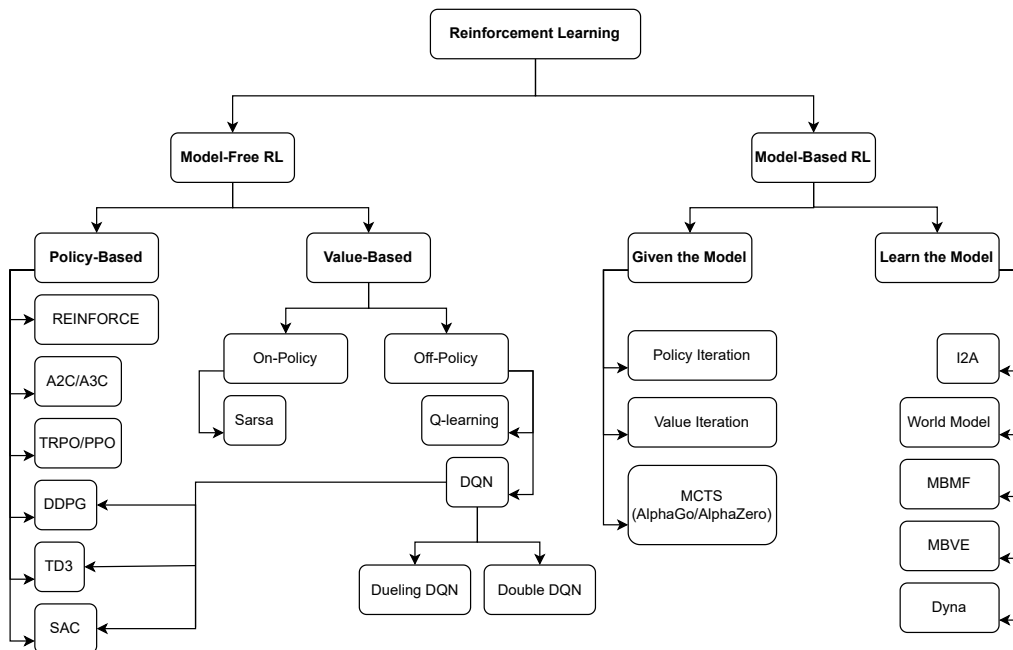 Reinforcement Learning
Model-Free RL
Model-Based RL
Policy-Based
Value-Based
Given the Model
Learn the Model
REINFORCE
A2C/A3C
TRPO/PPO
DDPG
TD3
SAC
On-Policy
Off-Policy
Sarsa
Q-learning
DQN
Dueling DQN
Double DQN
Policy Iteration
Value Iteration
MCTS
(AlphaGo/AlphaZero)
I2A
World Model
MBMF
MBVE
Dyna